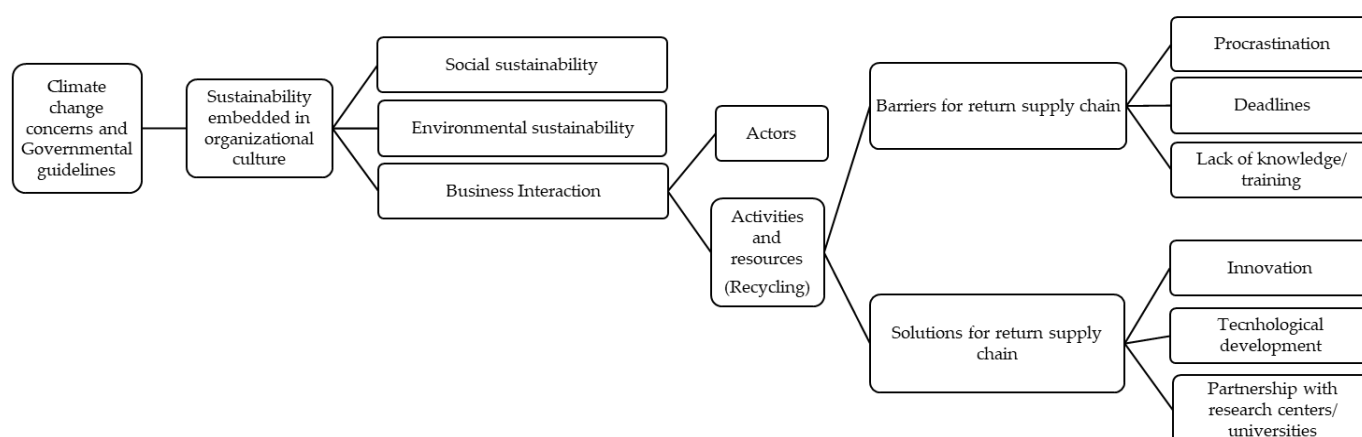 Climate
change
concerns and
Governmental
guidelines
Sustainability
embedded in
organizational
culture
Social sustainability
Environmental sustainability
Business Interaction
Actors
Activities
and
resources
(Recycling)
Barriers for return supply chain
Procrastination
Deadlines
Lack of knowledge/
training
Solutions for return supply
chain
Innovation
Tecnhological
development
Partnership with
research centers/
universities